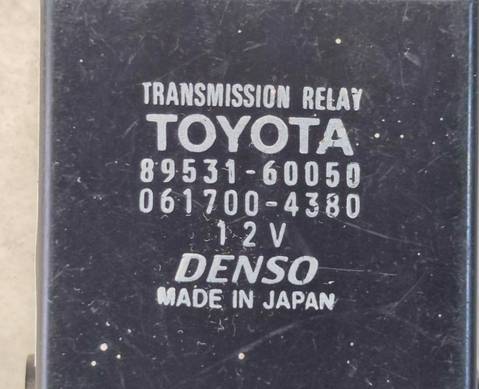 TRANSMISSION RELAY
TOYOTA
89531-60050
061700-4380
12V
DENSO
MADE IN JAPAN